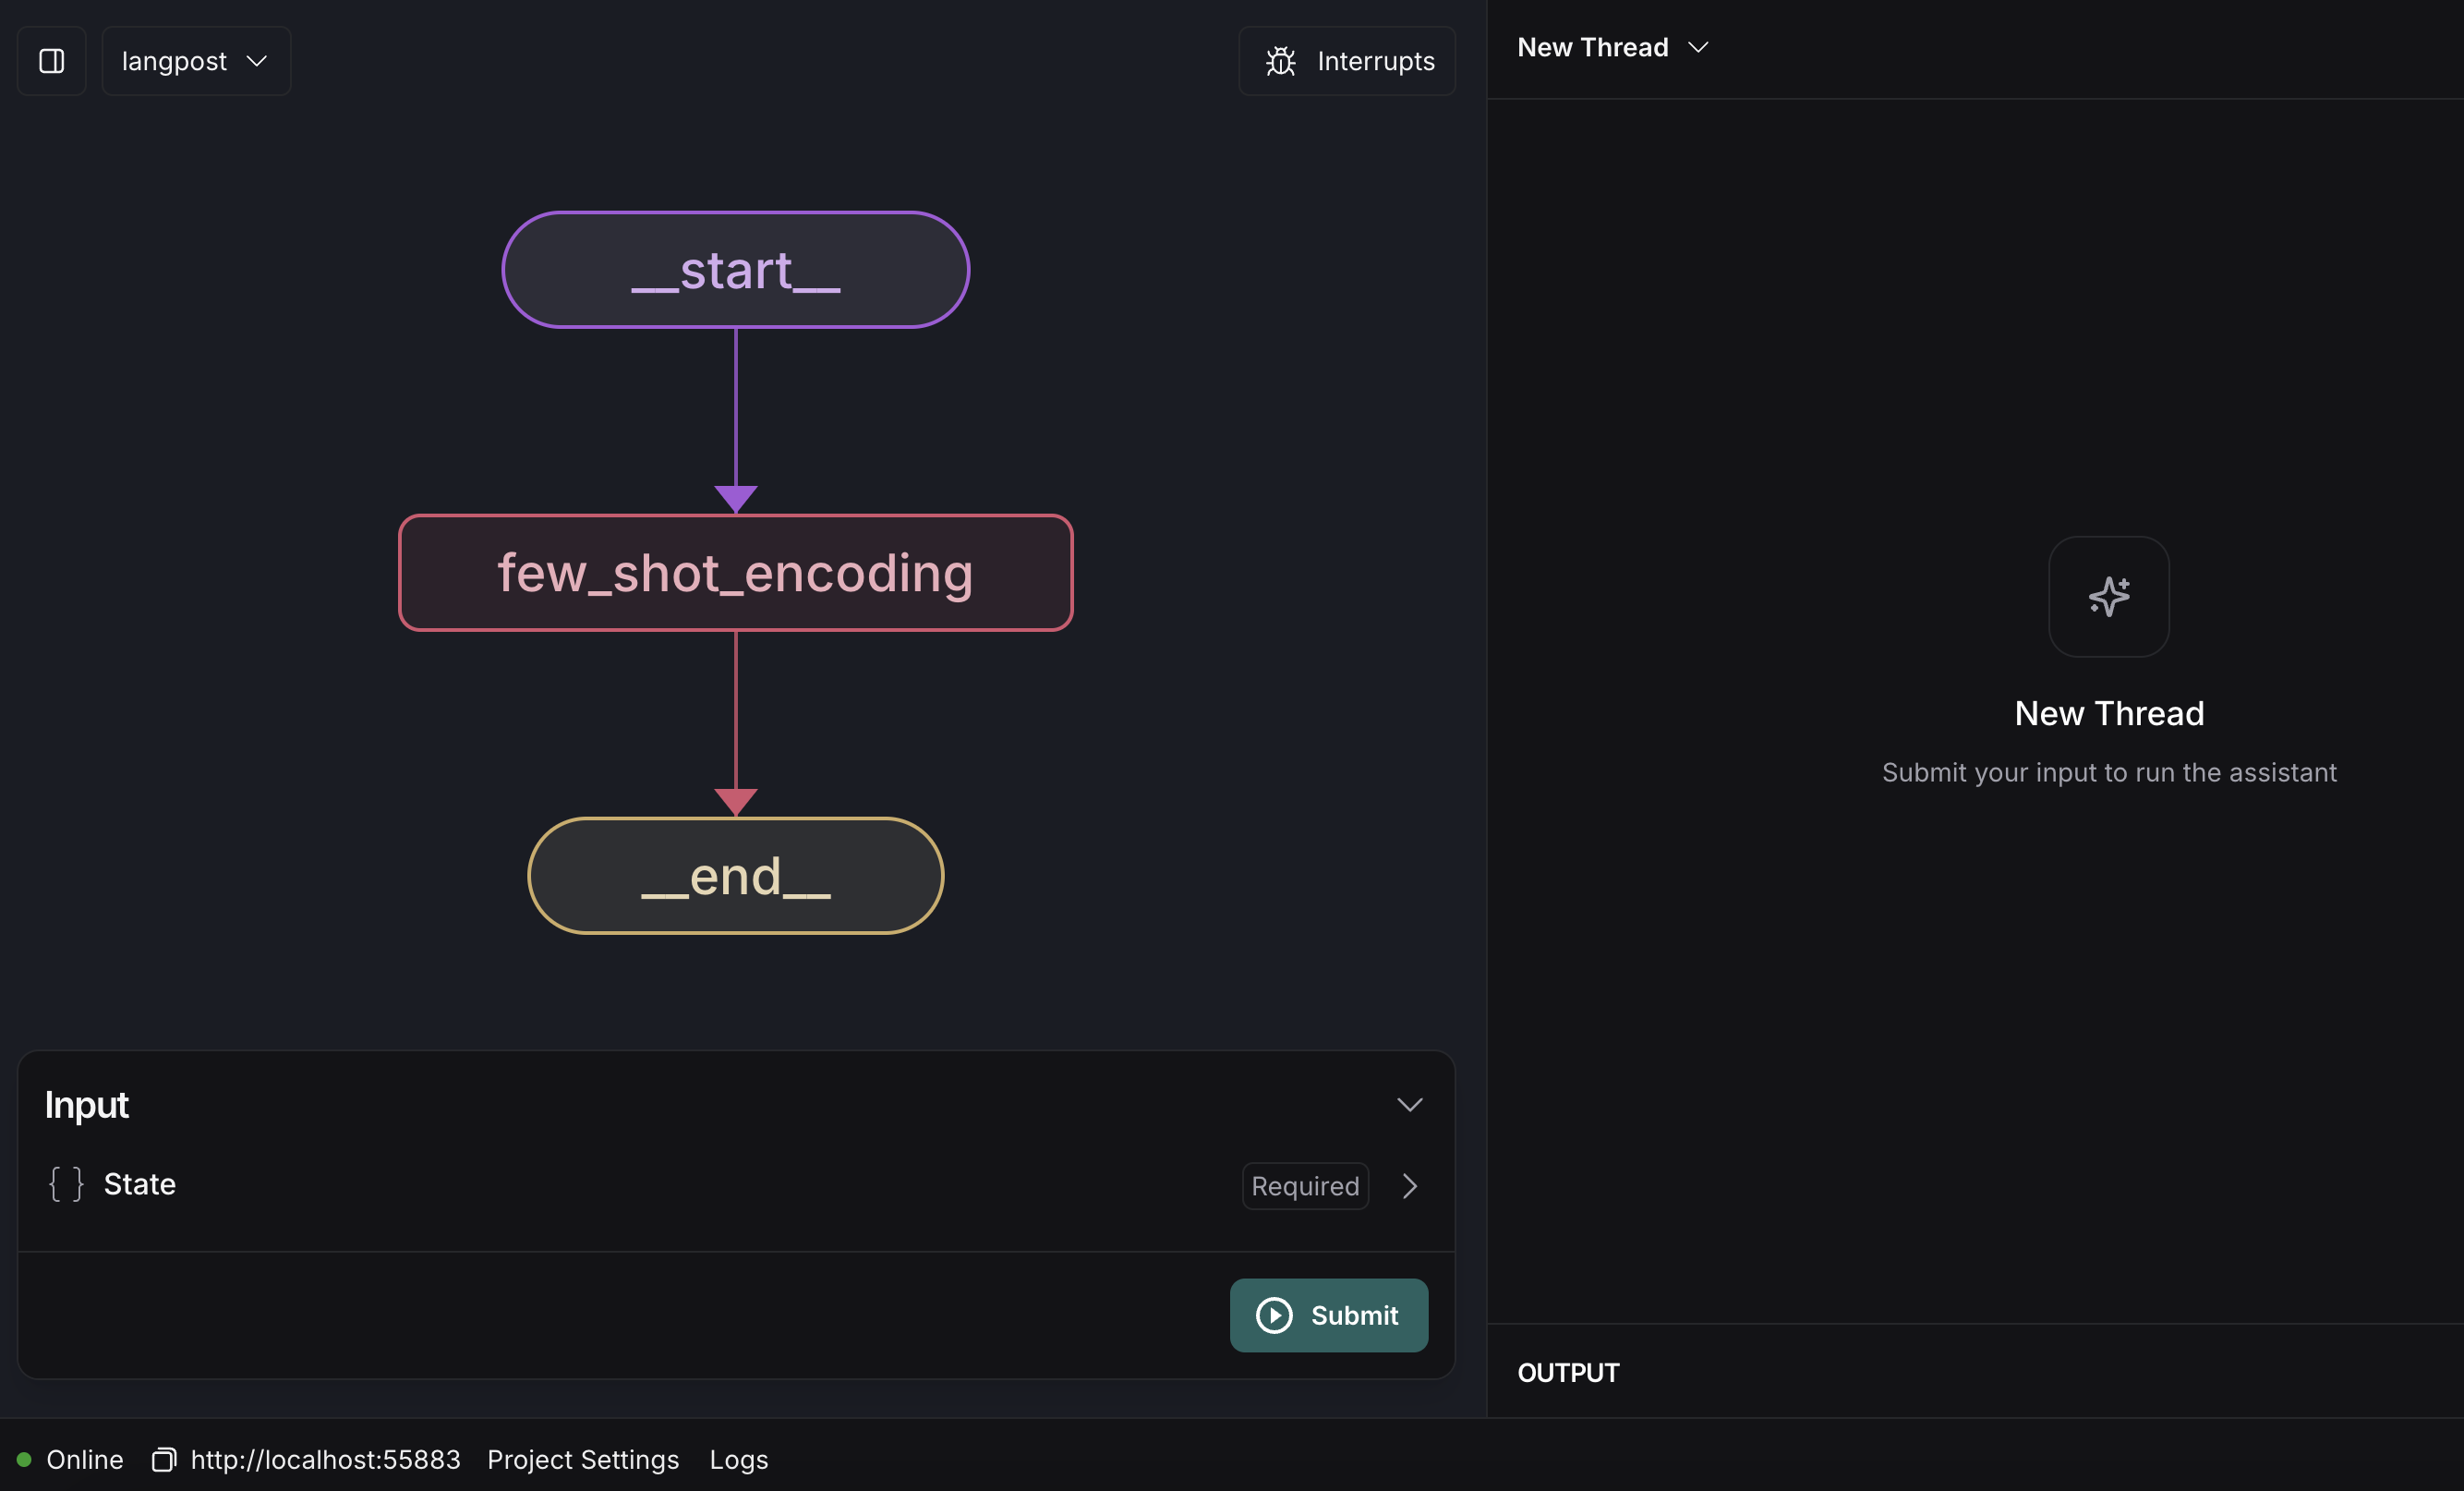 langpost
Interrupts
__start__
few_shot_encoding
__end__
Input
{ } State
Required
Submit
Online
http://localhost:55883
Project Settings
Logs
New Thread
New Thread
Submit your input to run the assistant
OUTPUT